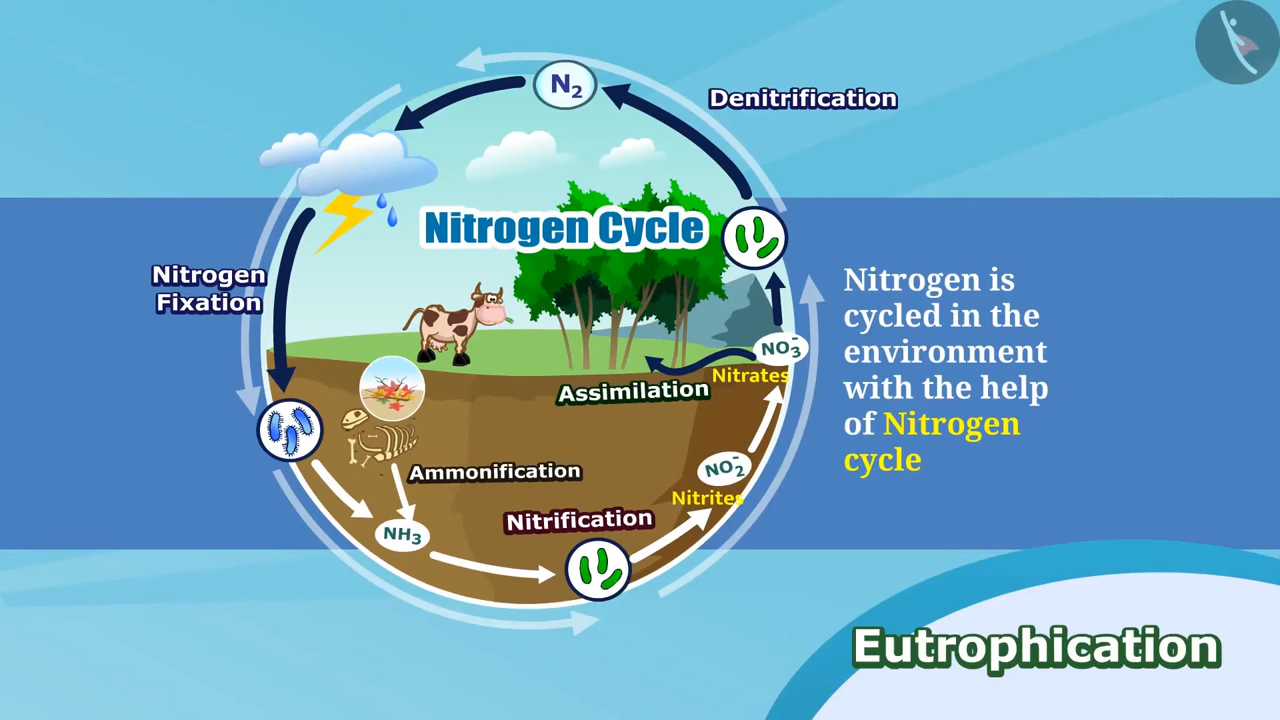 N2
Denitrification
Nitrogen Cycle
Nitrogen
Fixation
Nitrogen is
cycled in the
environment
with the help
of Nitrogen
cycle
NO3-
Nitrates
Assimilation
Ammonification
NO2-
Nitrites
Nitrification
NH3
Eutrophication